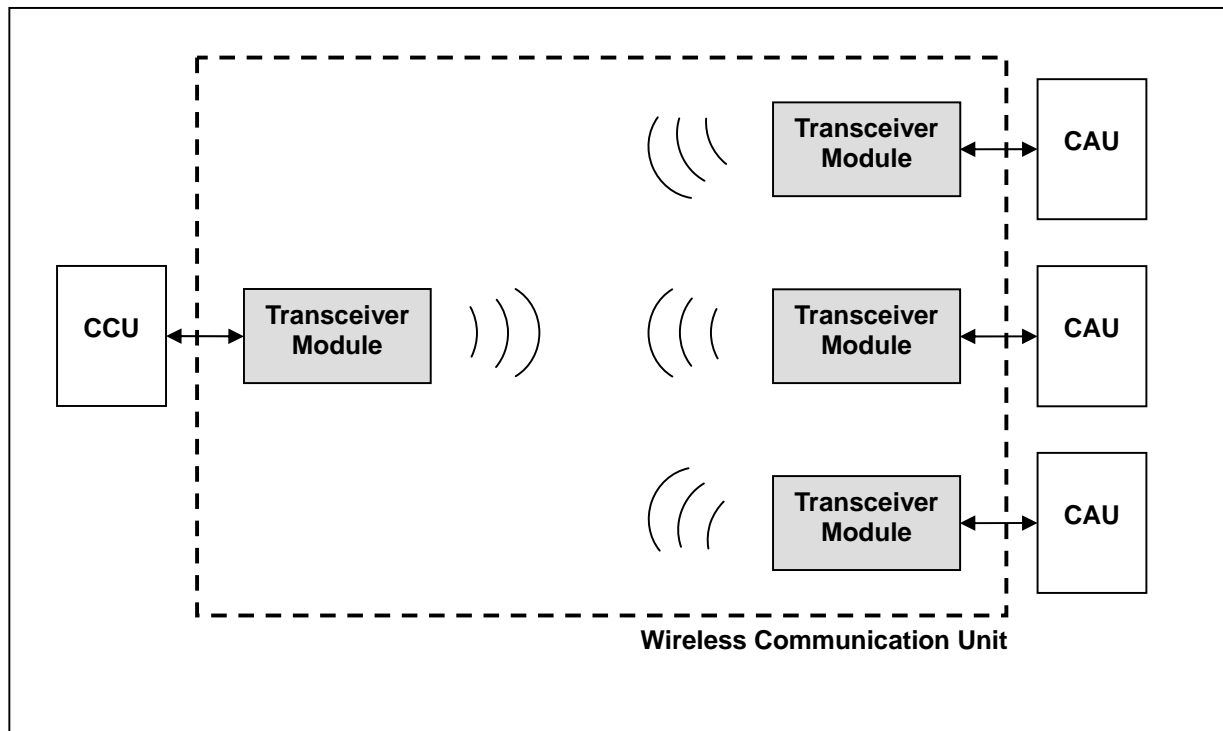 Transceiver
Module
CAU
CCU
Transceiver
Module
Transceiver
Module
CAU
Transceiver
Module
CAU
Wireless Communication Unit